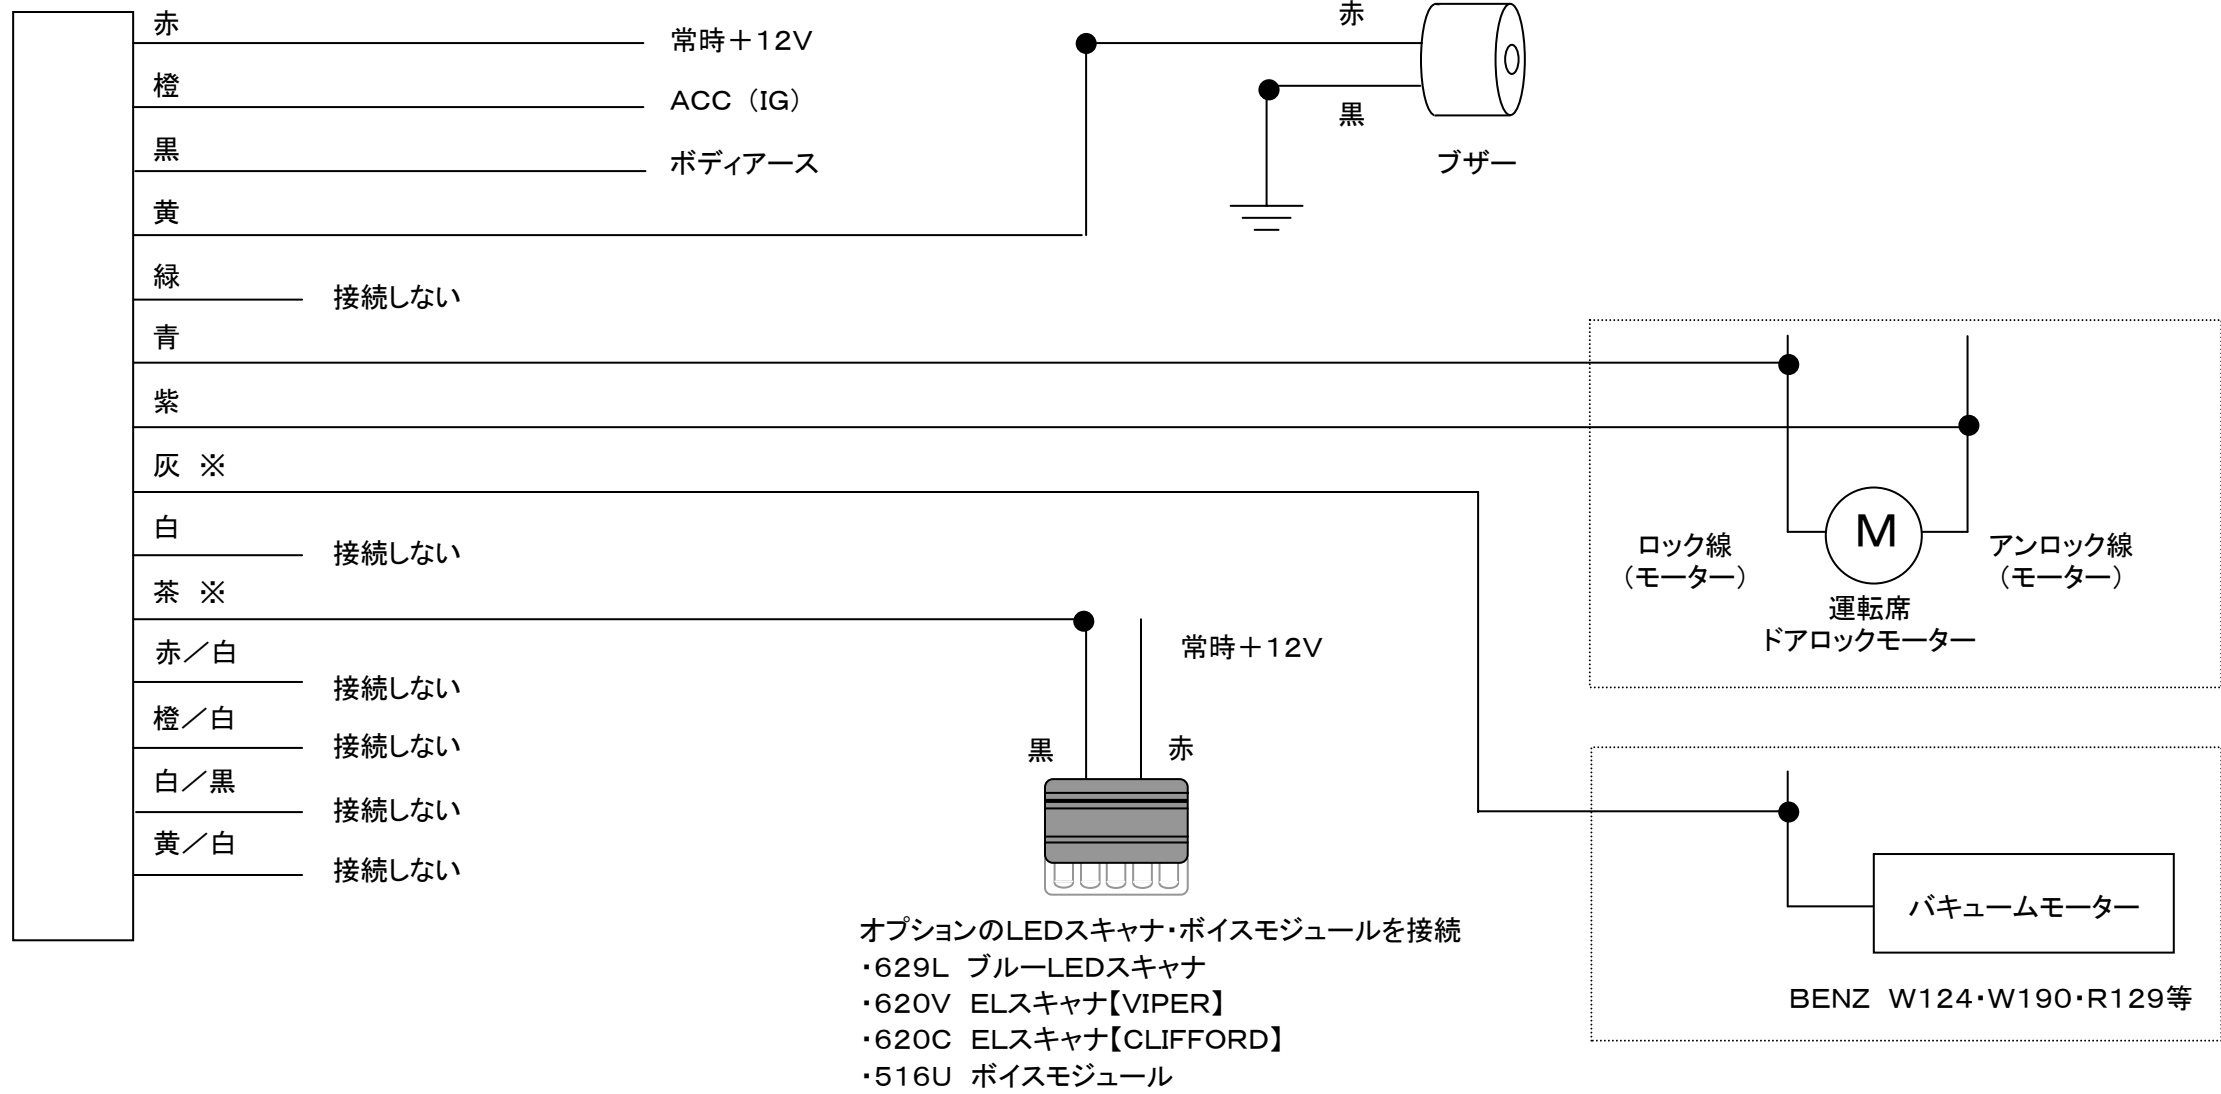 赤
常時＋12V
橙
ACC（IG）
黒
ボディアース
黄
緑
接続しない
青
紫
灰 ※
白
接続しない
茶 ※
赤／白
接続しない
橙／白
接続しない
白／黒
接続しない
黄／白
接続しない
赤
黒
ブザー
ロック線
（モーター）
M
アンロック線
（モーター）
運転席
ドアロックモーター
常時＋12V
黒
赤
オプションのLEDスキャナ・ボイスモジュールを接続
・629L ブルーLEDスキャナ
・620V ELスキャナ【VIPER】
・620C ELスキャナ【CLIFFORD】
・516U ボイスモジュール
バキュームモーター
BENZ W124・W190・R129等